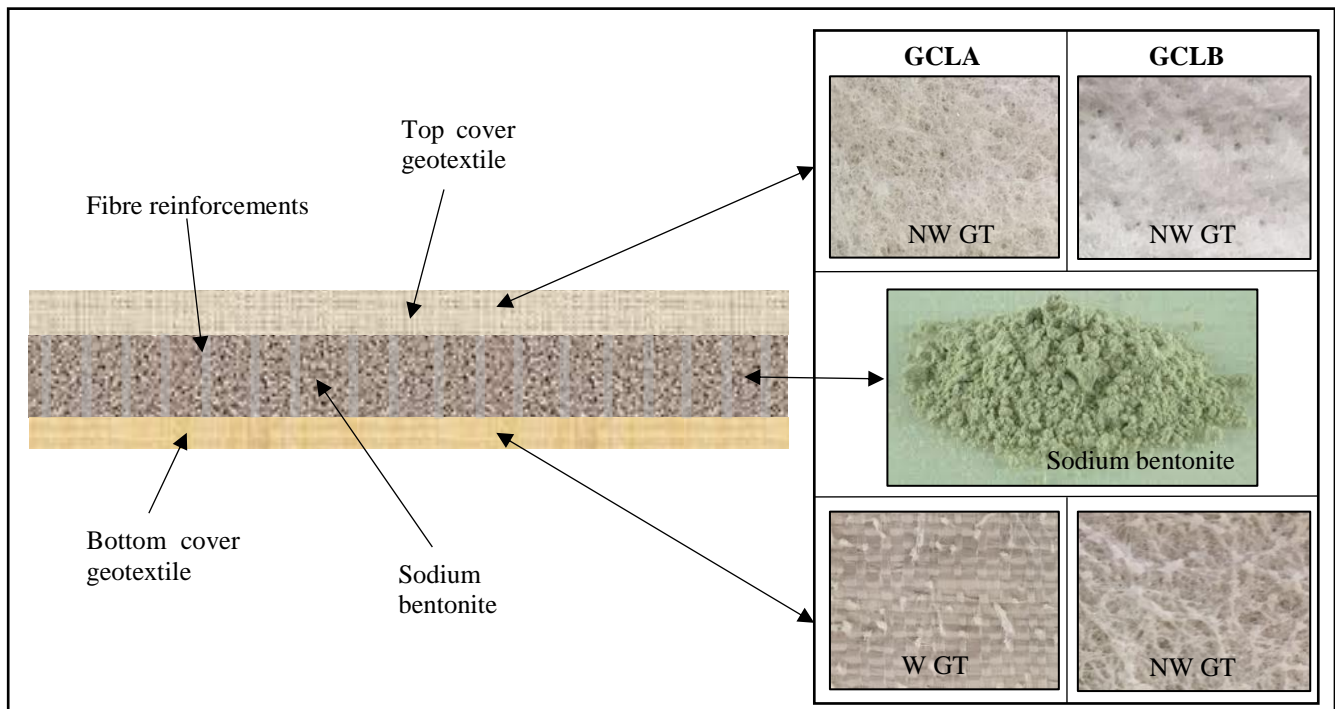 Top cover
geotextile
Fibre reinforcements
Bottom cover
geotextile
Sodium
bentonite
GCLA
GCLB
NW GT
NW GT
Sodium bentonite
W GT
NW GT